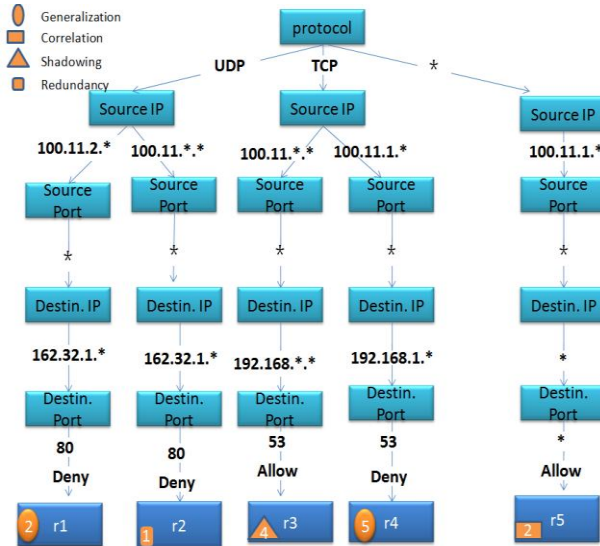 Generalization
Correlation
Shadowing
Redundancy
protocol
UDP
TCP
*
Source IP
Source IP
Source IP
100.11.2.*
100.11.*.*
100.11.*.*
100.11.1.*
100.11.1.*
Source Port
Source Port
Source Port
Source Port
Source Port
*
*
*
*
*
Destin. IP
Destin. IP
Destin. IP
Destin. IP
Destin. IP
162.32.1.*
162.32.1.*
192.168.*.*
192.168.1.*
*
Destin. Port
Destin. Port
Destin. Port
Destin. Port
Destin. Port
80
80
53
53
*
Deny
Deny
Allow
Deny
Allow
2 r1
1 r2
4 r3
5 r4
2 r5